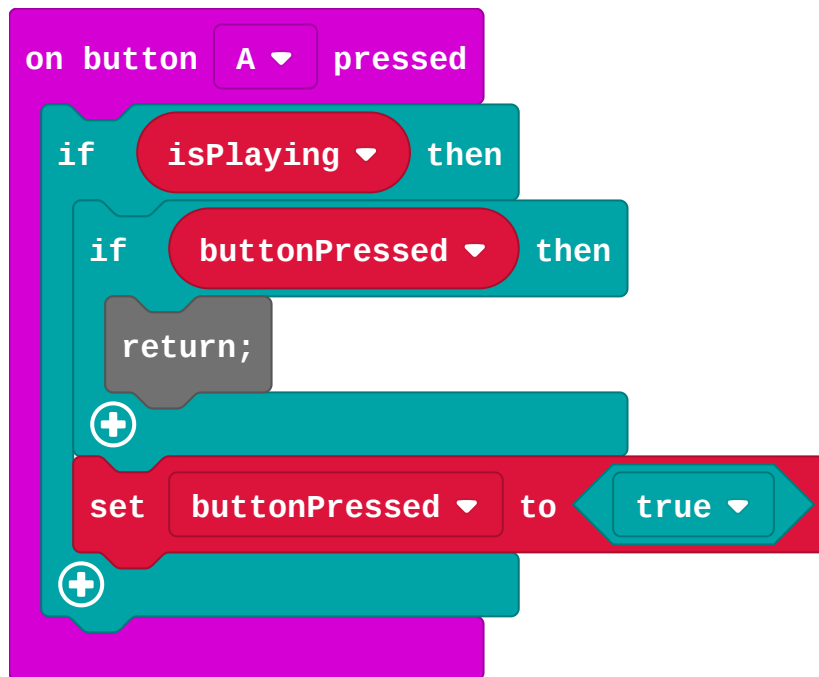 on button A pressed
if isPlaying then
if buttonPressed then
return;
set buttonPressed to true